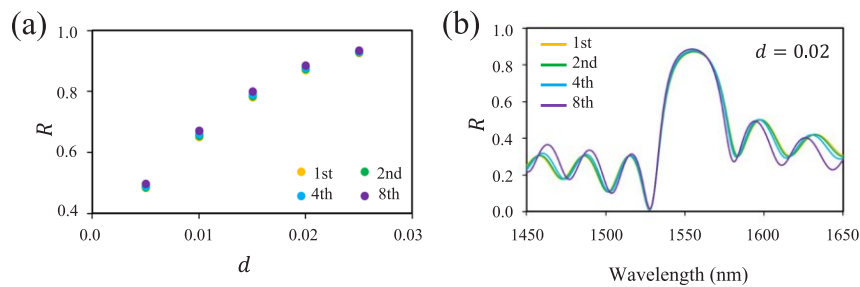 (a)
1.0
0.8
0.6
0.4
R
0.0
0.01
0.02
0.03
d
1st
2nd
4th
8th
(b)
1.0
0.8
0.6
0.4
0.2
0.0
R
1st
2nd
4th
8th
d = 0.02
1450
1500
1550
1600
1650
Wavelength (nm)